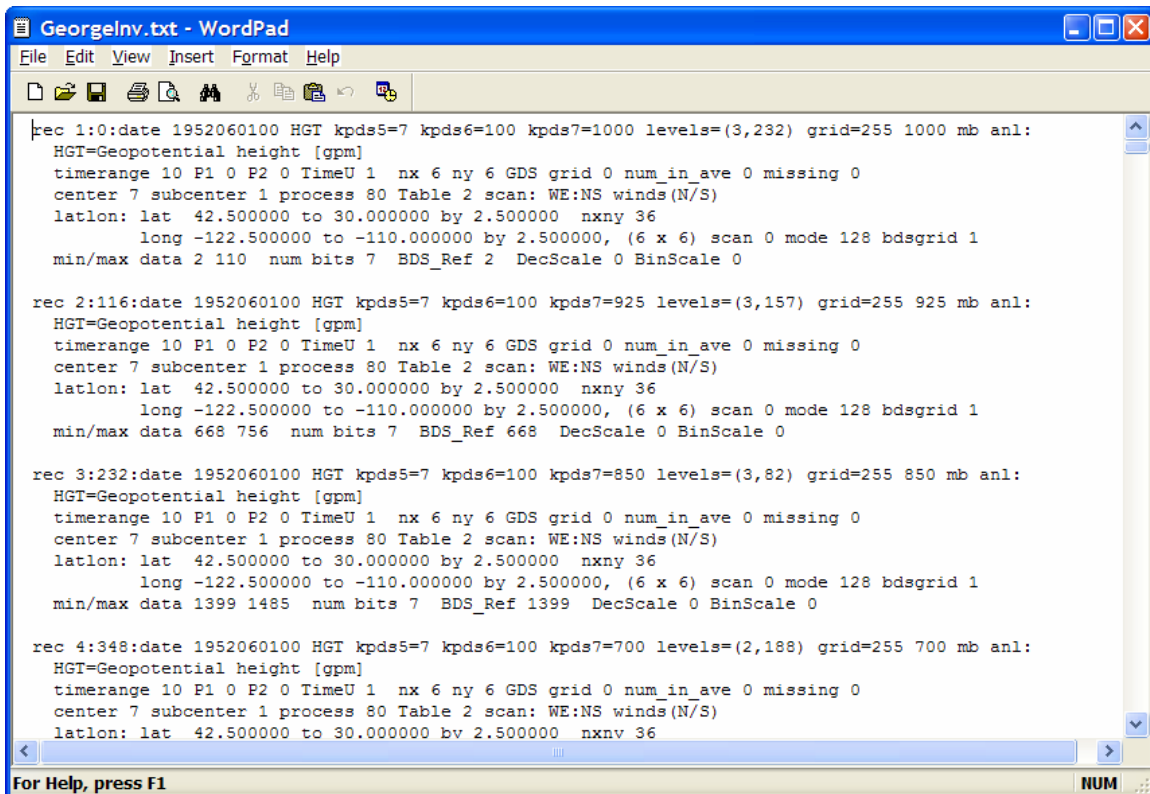 GeorgeInv.txt - WordPad
File Edit View Insert Format Help
rec 1:0:date 1952060100 HGT kpds5=7 kpds6=100 kpds7=1000 levels=(3,232) grid=255 1000 mb anl:
HGT=Geopotential height [gpm]
timerange 10 P1 0 P2 0 TimeU 1 nx 6 ny 6 GDS grid 0 num_in_ave 0 missing 0
center 7 subcenter 1 process 80 Table 2 scan: WE:NS winds(N/S)
latlon: lat 42.500000 to 30.000000 by 2.500000 nxny 36
long -122.500000 to -110.000000 by 2.500000, (6 x 6) scan 0 mode 128 bdsgrid 1
min/max data 2 110 num bits 7 BDS_Ref 2 DecScale 0 BinScale 0
rec 2:116:date 1952060100 HGT kpds5=7 kpds6=100 kpds7=925 levels=(3,157) grid=255 925 mb anl:
HGT=Geopotential height [gpm]
timerange 10 P1 0 P2 0 TimeU 1 nx 6 ny 6 GDS grid 0 num_in_ave 0 missing 0
center 7 subcenter 1 process 80 Table 2 scan: WE:NS winds(N/S)
latlon: lat 42.500000 to 30.000000 by 2.500000 nxny 36
long -122.500000 to -110.000000 by 2.500000, (6 x 6) scan 0 mode 128 bdsgrid 1
min/max data 668 756 num bits 7 BDS_Ref 668 DecScale 0 BinScale 0
rec 3:232:date 1952060100 HGT kpds5=7 kpds6=100 kpds7=850 levels=(3,82) grid=255 850 mb anl:
HGT=Geopotential height [gpm]
timerange 10 P1 0 P2 0 TimeU 1 nx 6 ny 6 GDS grid 0 num_in_ave 0 missing 0
center 7 subcenter 1 process 80 Table 2 scan: WE:NS winds(N/S)
latlon: lat 42.500000 to 30.000000 by 2.500000 nxny 36
long -122.500000 to -110.000000 by 2.500000, (6 x 6) scan 0 mode 128 bdsgrid 1
min/max data 1399 1485 num bits 7 BDS_Ref 1399 DecScale 0 BinScale 0
rec 4:348:date 1952060100 HGT kpds5=7 kpds6=100 kpds7=700 levels=(2,188) grid=255 700 mb anl:
HGT=Geopotential height [gpm]
timerange 10 P1 0 P2 0 TimeU 1 nx 6 ny 6 GDS grid 0 num_in_ave 0 missing 0
center 7 subcenter 1 process 80 Table 2 scan: WE:NS winds(N/S)
latlon: lat 42.500000 to 30.000000 by 2.500000 nxny 36
For Help, press F1 NUM